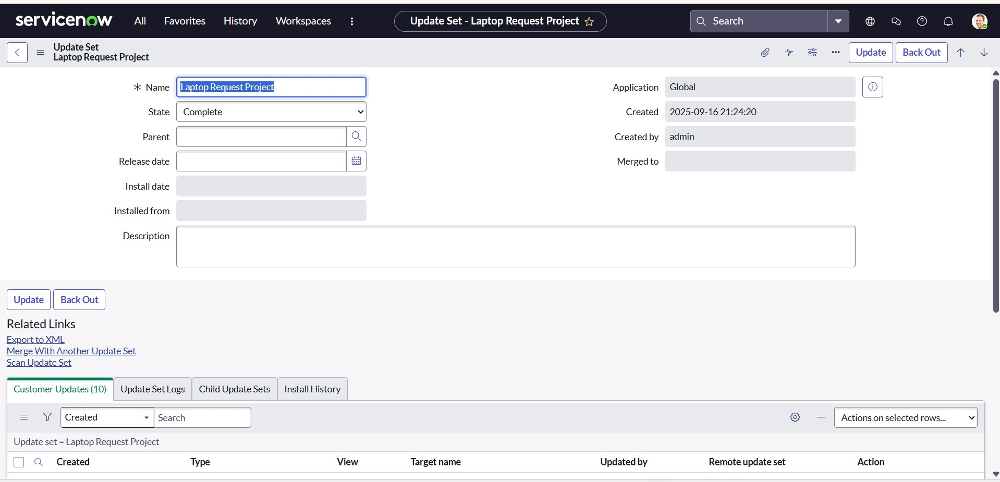 servicenow All Favorites History Workspaces Update Set - Laptop Request Project Search
Update Set
Laptop Request Project
Update Back Out
Name Laptop Request Project Application Global
State Complete Created 2025-09-16 21:24:20
Parent Created by admin
Release date Merged to
Install date
Installed from
Description
Update Back Out
Related Links
Export to XML
Merge With Another Update Set
Scan Update Set
Customer Updates (10) Update Set Logs Child Update Sets Install History
Created Search Actions on selected rows...
Update set = Laptop Request Project
Created Type View Target name Updated by Remote update set Action